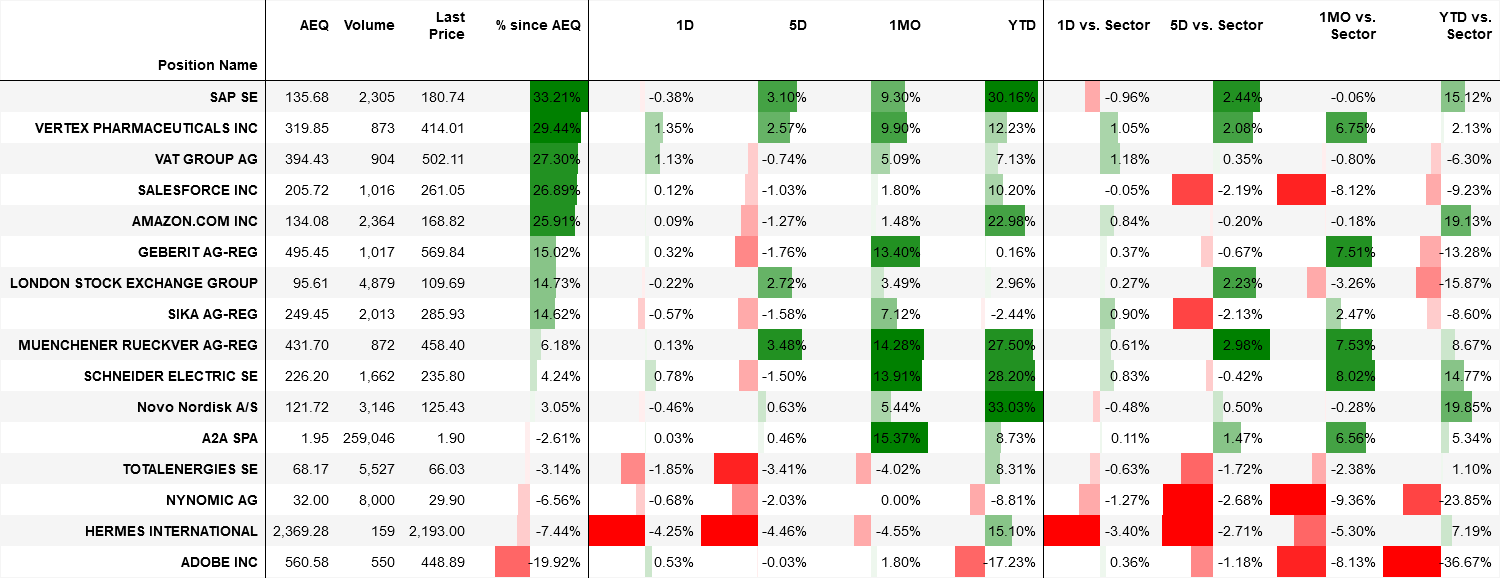 Position Name AEQ Volume Last Price % since AEQ 1D 5D 1MO YTD 1D vs. Sector 5D vs. Sector 1MO vs. Sector YTD vs. Sector
SAP SE 135.68 2,305 180.74 33.21% -0.38% 3.10% 9.30% 30.16% -0.96% 2.44% -0.06% 15.12%
VERTEX PHARMACEUTICALS INC 319.85 873 414.01 29.44% 1.35% 2.57% 9.90% 12.23% 1.05% 2.08% 6.75% 2.13%
VAT GROUP AG 394.43 904 502.11 27.30% 1.13% -0.74% 5.09% 7.13% 1.18% 0.35% -0.80% -6.30%
SALESFORCE INC 205.72 1,016 261.05 26.89% 0.12% -1.03% 1.80% 10.20% -0.05% -2.19% -8.12% -9.23%
AMAZON.COM INC 134.08 2,364 168.82 25.91% 0.09% -1.27% 1.48% 22.98% 0.84% -0.20% -0.18% 19.13%
GEBERIT AG-REG 495.45 1,017 569.84 15.02% 0.32% -1.76% 13.40% 0.16% 0.37% -0.67% 7.51% -13.28%
LONDON STOCK EXCHANGE GROUP 95.61 4,879 109.69 14.73% -0.22% 2.72% 3.49% 2.96% 0.27% 2.23% -3.26% -15.87%
SIKA AG-REG 249.45 2,013 285.93 14.62% -0.57% -1.58% 7.12% -2.44% 0.90% -2.13% 2.47% -8.60%
MUENCHENER RUECKVER AG-REG 431.70 872 458.40 6.18% 0.13% 3.48% 14.28% 27.50% 0.61% 2.98% 7.53% 8.67%
SCHNEIDER ELECTRIC SE 226.20 1,662 235.80 4.24% 0.78% -1.50% 13.91% 28.20% 0.83% -0.42% 8.02% 14.77%
Novo Nordisk A/S 121.72 3,146 125.43 3.05% -0.46% 0.63% 5.44% 33.03% -0.48% 0.50% -0.28% 19.85%
A2A SPA 1.95 259,046 1.90 -2.61% 0.03% 0.46% 15.37% 8.73% 0.11% 1.47% 6.56% 5.34%
TOTALENERGIES SE 68.17 5,527 66.03 -3.14% -1.85% -3.41% -4.02% 8.31% -0.63% -1.72% -2.38% 1.10%
NYNOMIC AG 32.00 8,000 29.90 -6.56% -0.68% -2.03% 0.00% -8.81% -1.27% -2.68% -9.36% -23.85%
HERMES INTERNATIONAL 2,369.28 159 2,193.00 -7.44% -4.25% -4.46% -4.55% 15.10% -3.40% -2.71% -5.30% 7.19%
ADOBE INC 560.58 550 448.89 -19.92% 0.53% -0.03% 1.80% -17.23% 0.36% -1.18% -8.13% -36.67%